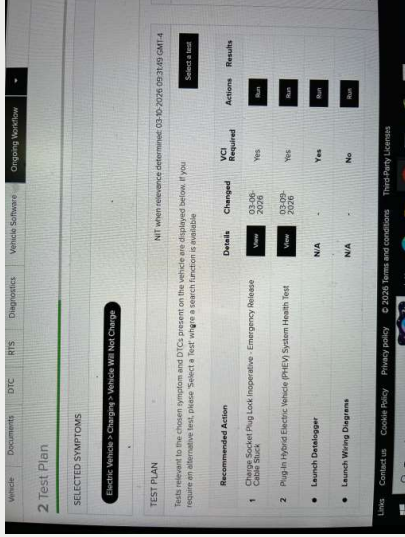 Vehicle Documents DTC RTS Diagnostics Vehicle Software Ongoing Workflow
2 Test Plan
SELECTED SYMPTOMS
Electric Vehicle > Charging > Vehicle Will Not Charge
TEST PLAN
NIT when relevance determined: 03-10-2026 09:31:49 GMT-4
Tests relevant to the chosen symptom and DTCs present on the vehicle are displayed below. If you
require an alternative test, please 'Select a Test' where a search function is available.
Select a test
Recommended Action Details Changed VCI Required Actions Results
1 Charge Socket Plug Lock Inoperative - Emergency Release Cable Stuck View 03-06-2026 Yes Run
2 Plug-In Hybrid Electric Vehicle (PHEV) System Health Test View 03-09-2026 Yes Run
● Launch Datalogger N/A - Yes Run
● Launch Wiring Diagrams N/A - No Run
Links Contact us Cookie Policy Privacy policy © 2026 Terms and conditions Third-Party Licenses